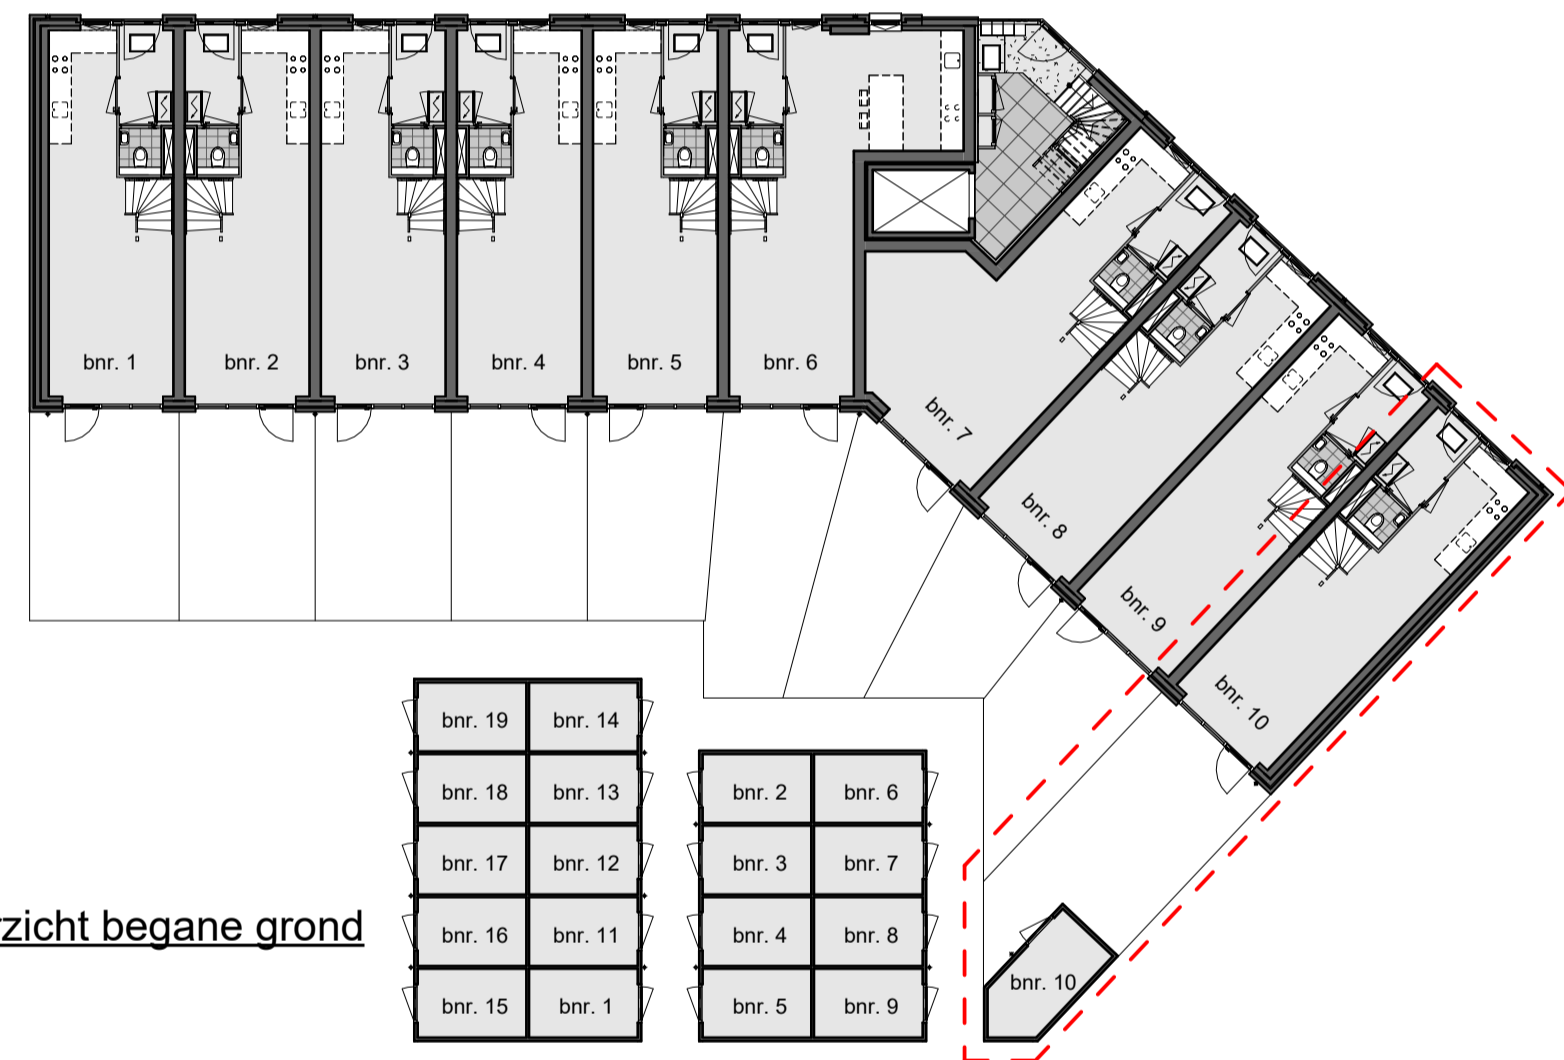 bnr. 1
bnr. 2
bnr. 3
bnr. 4
bnr. 5
bnr. 6
bnr. 7
bnr. 8
bnr. 9
bnr. 10
bnr. 19
bnr. 14
bnr. 18
bnr. 13
bnr. 17
bnr. 12
bnr. 16
bnr. 11
bnr. 15
bnr. 1
bnr. 2
bnr. 6
bnr. 3
bnr. 7
bnr. 4
bnr. 8
bnr. 5
bnr. 9
bnr. 10
rzicht begane grond